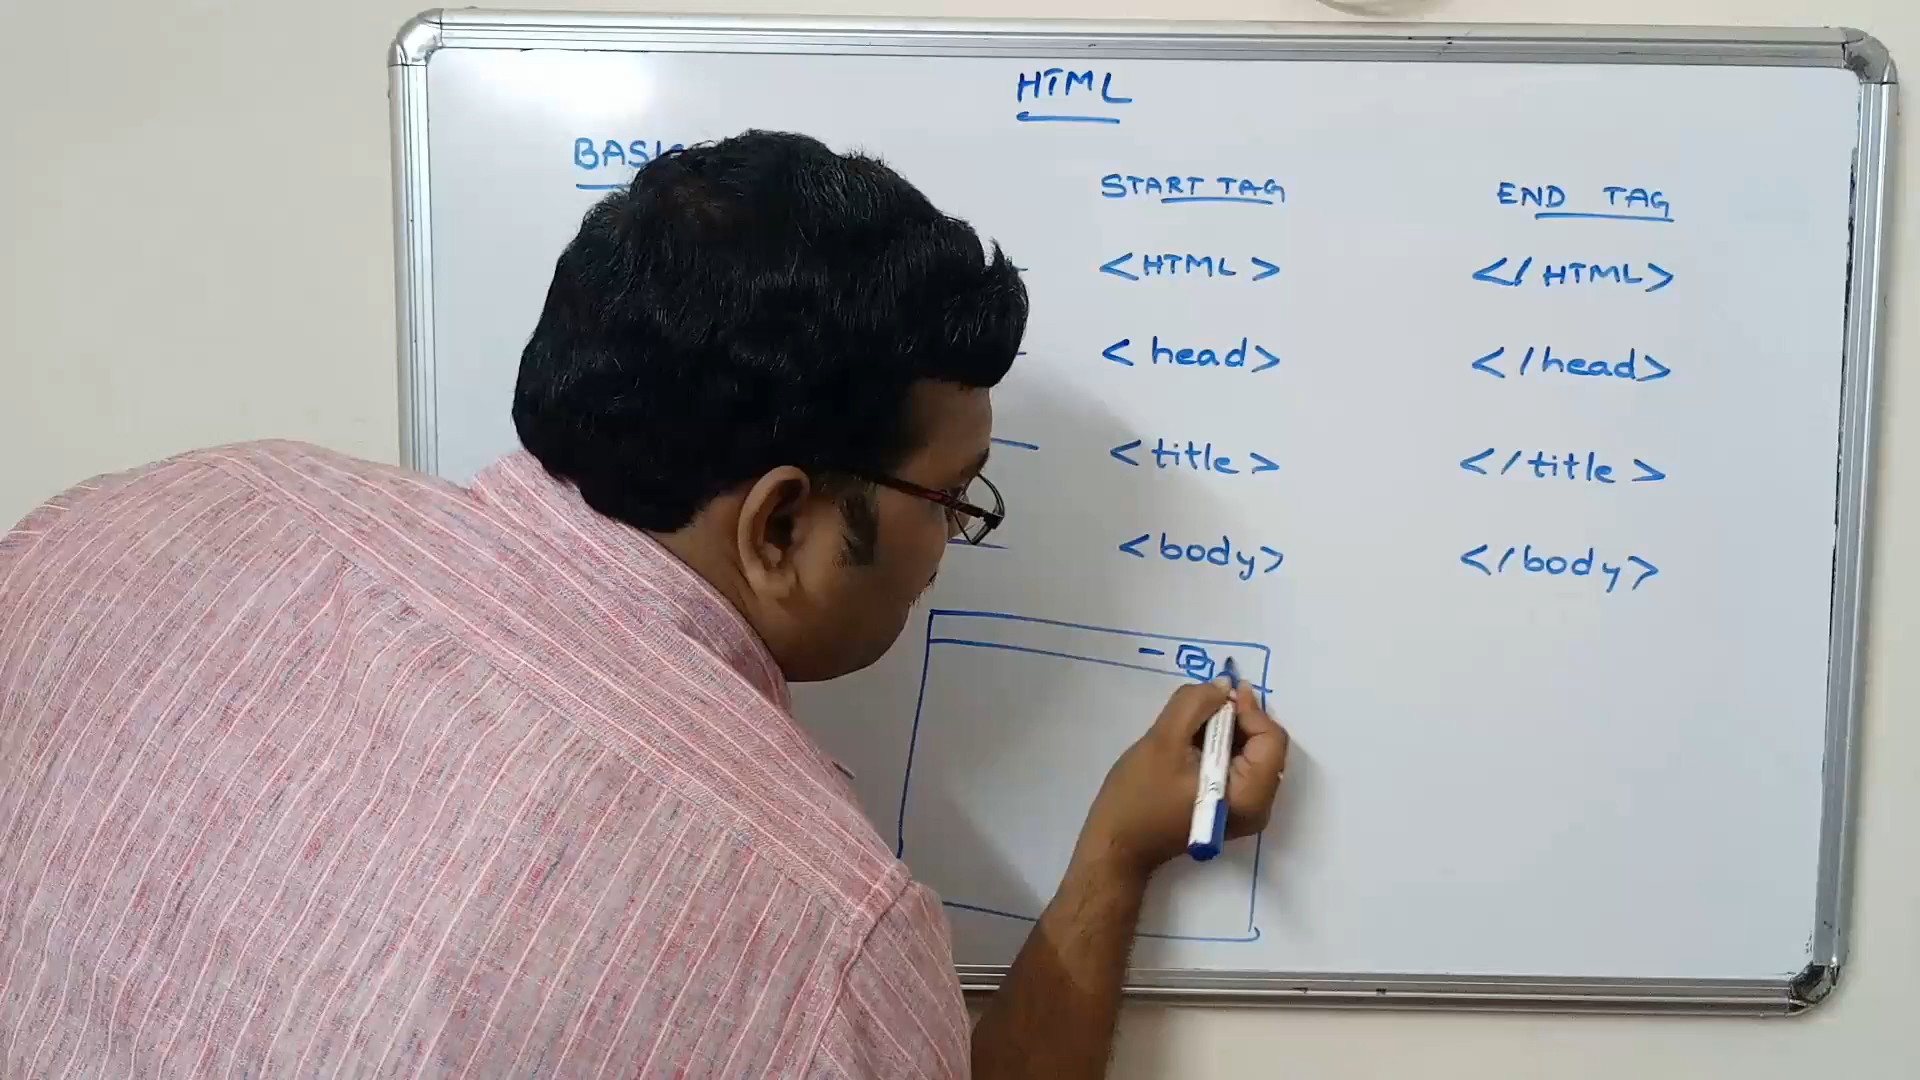 HTML
START TAG END TAG
<HTML> </HTML>
<head> </head>
<title> </title>
<body> </body>